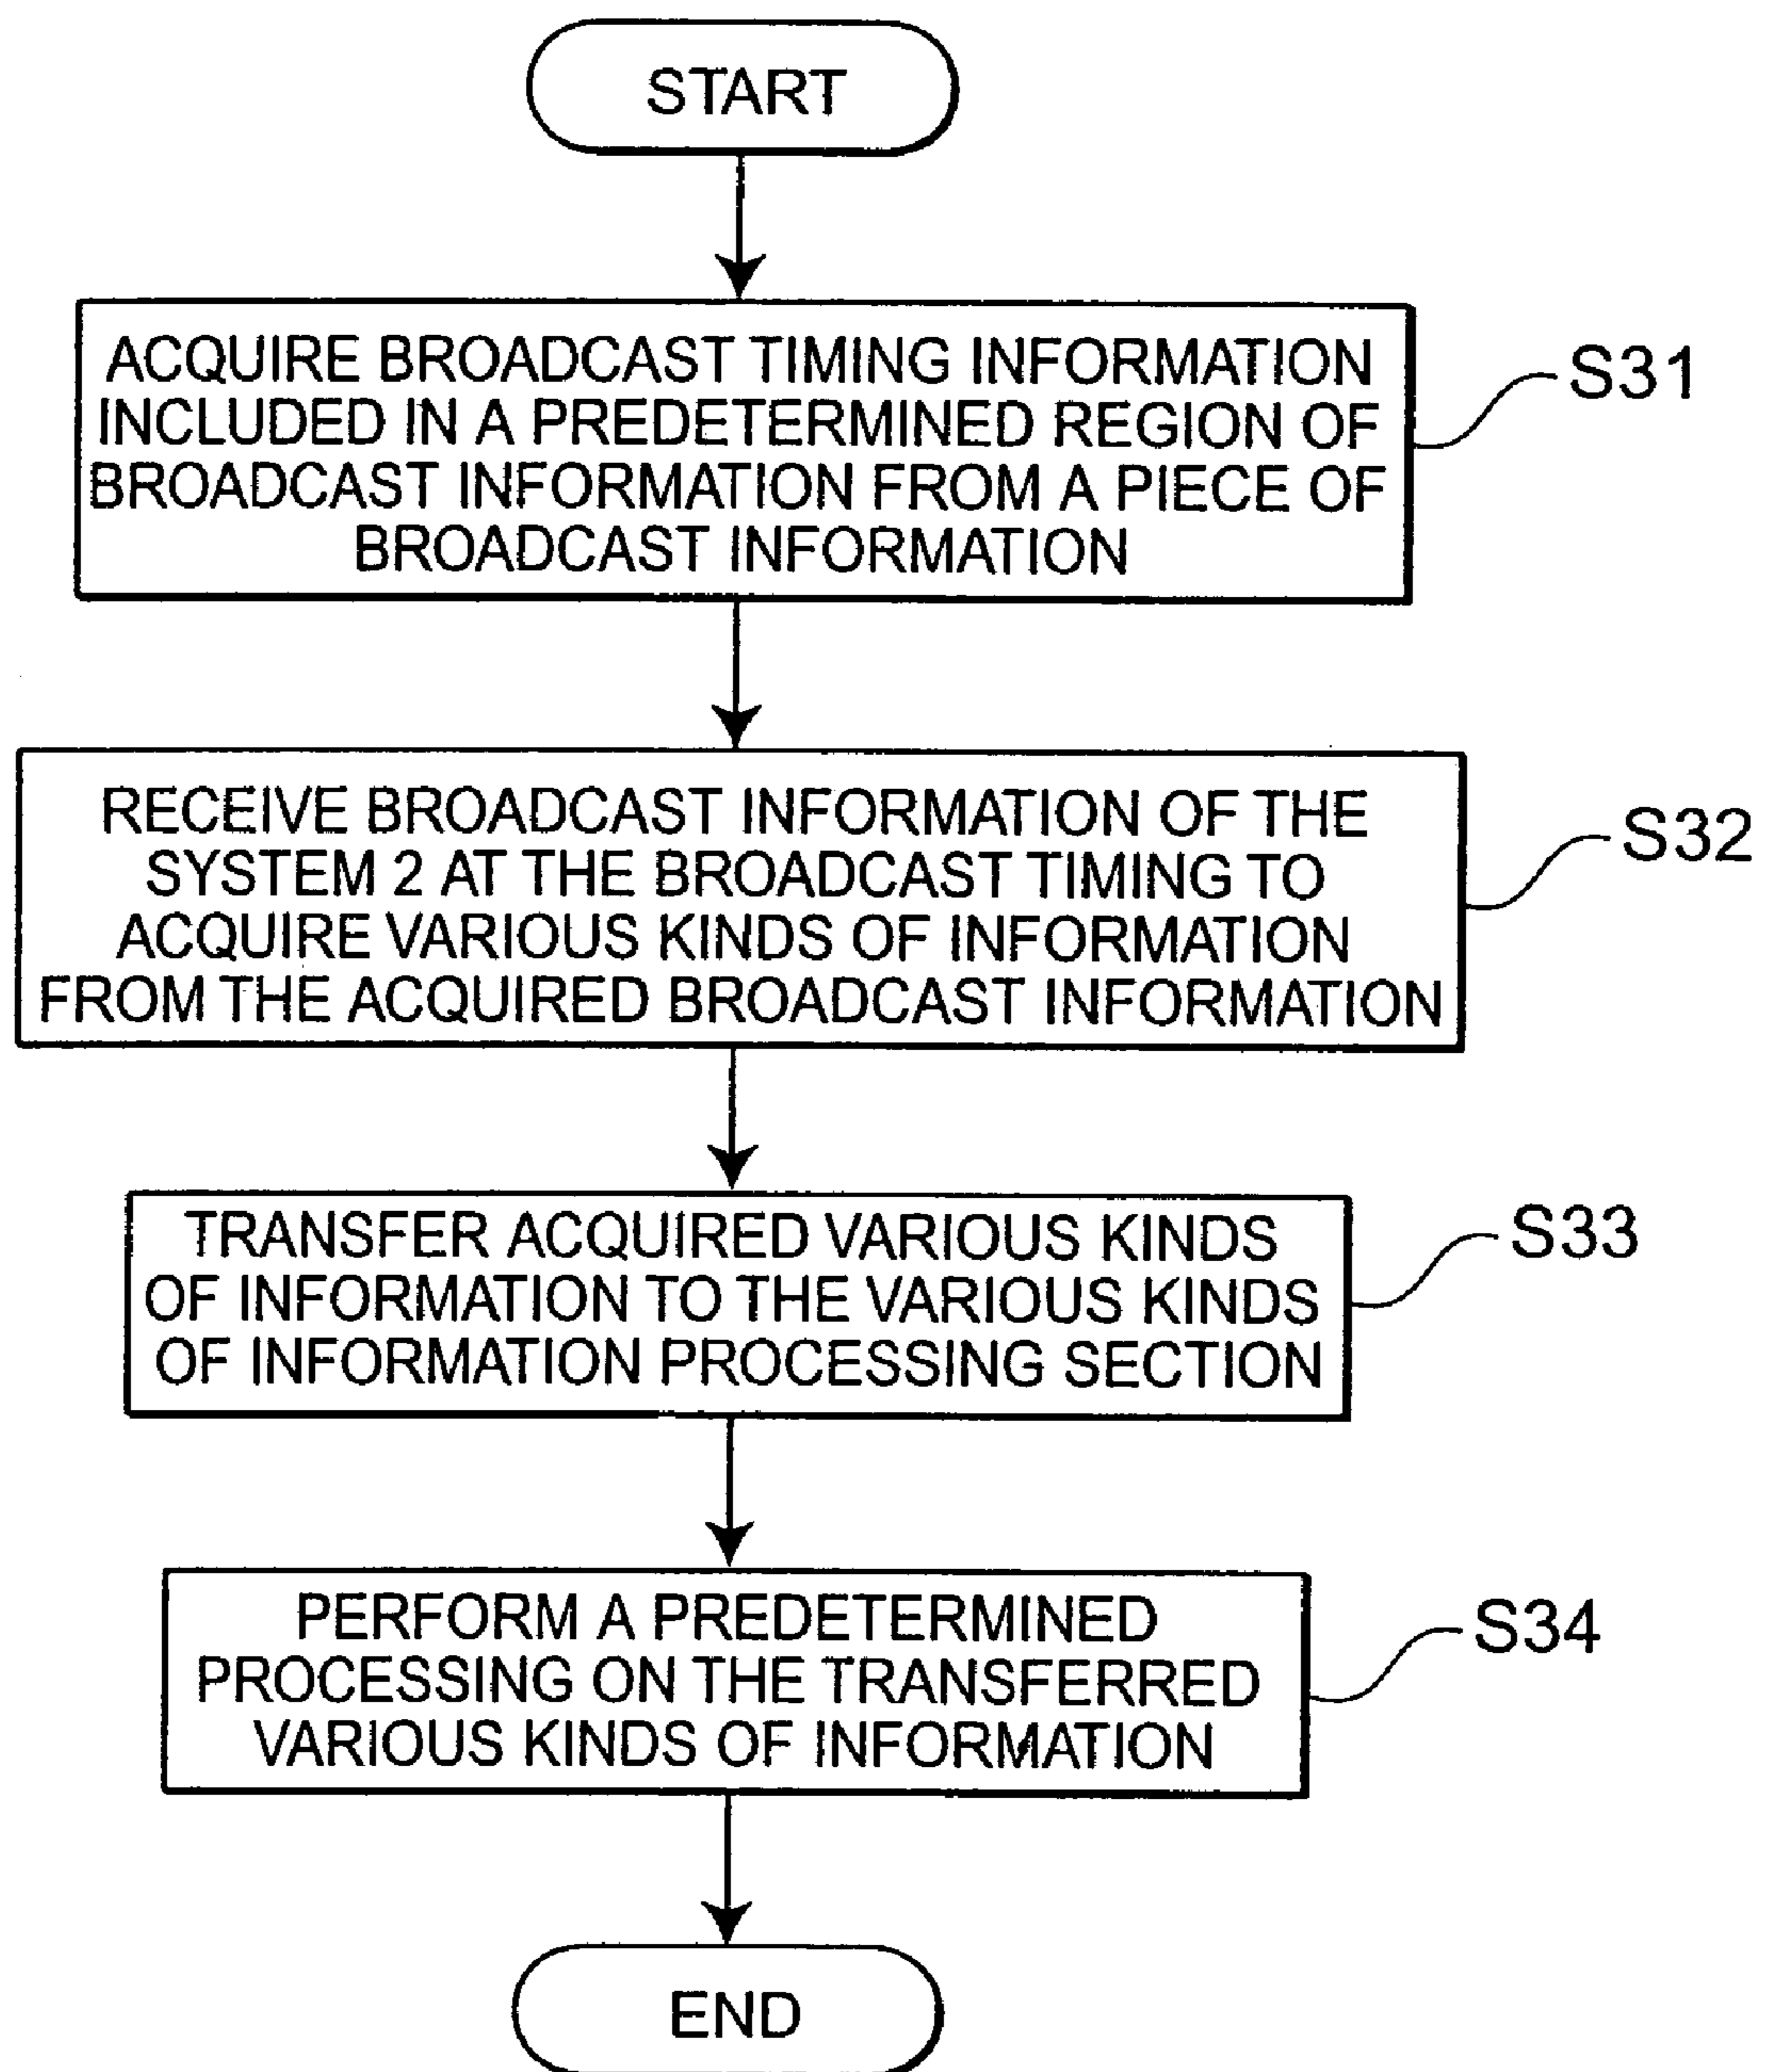 START
ACQUIRE BROADCAST TIMING INFORMATION
INCLUDED IN A PREDETERMINED REGION OF
BROADCAST INFORMATION FROM A PIECE OF
BROADCAST INFORMATION
S31
RECEIVE BROADCAST INFORMATION OF THE
SYSTEM 2 AT THE BROADCAST TIMING TO
ACQUIRE VARIOUS KINDS OF INFORMATION
FROM THE ACQUIRED BROADCAST INFORMATION
S32
TRANSFER ACQUIRED VARIOUS KINDS
OF INFORMATION TO THE VARIOUS KINDS
OF INFORMATION PROCESSING SECTION
S33
PERFORM A PREDETERMINED
PROCESSING ON THE TRANSFERRED
VARIOUS KINDS OF INFORMATION
S34
END